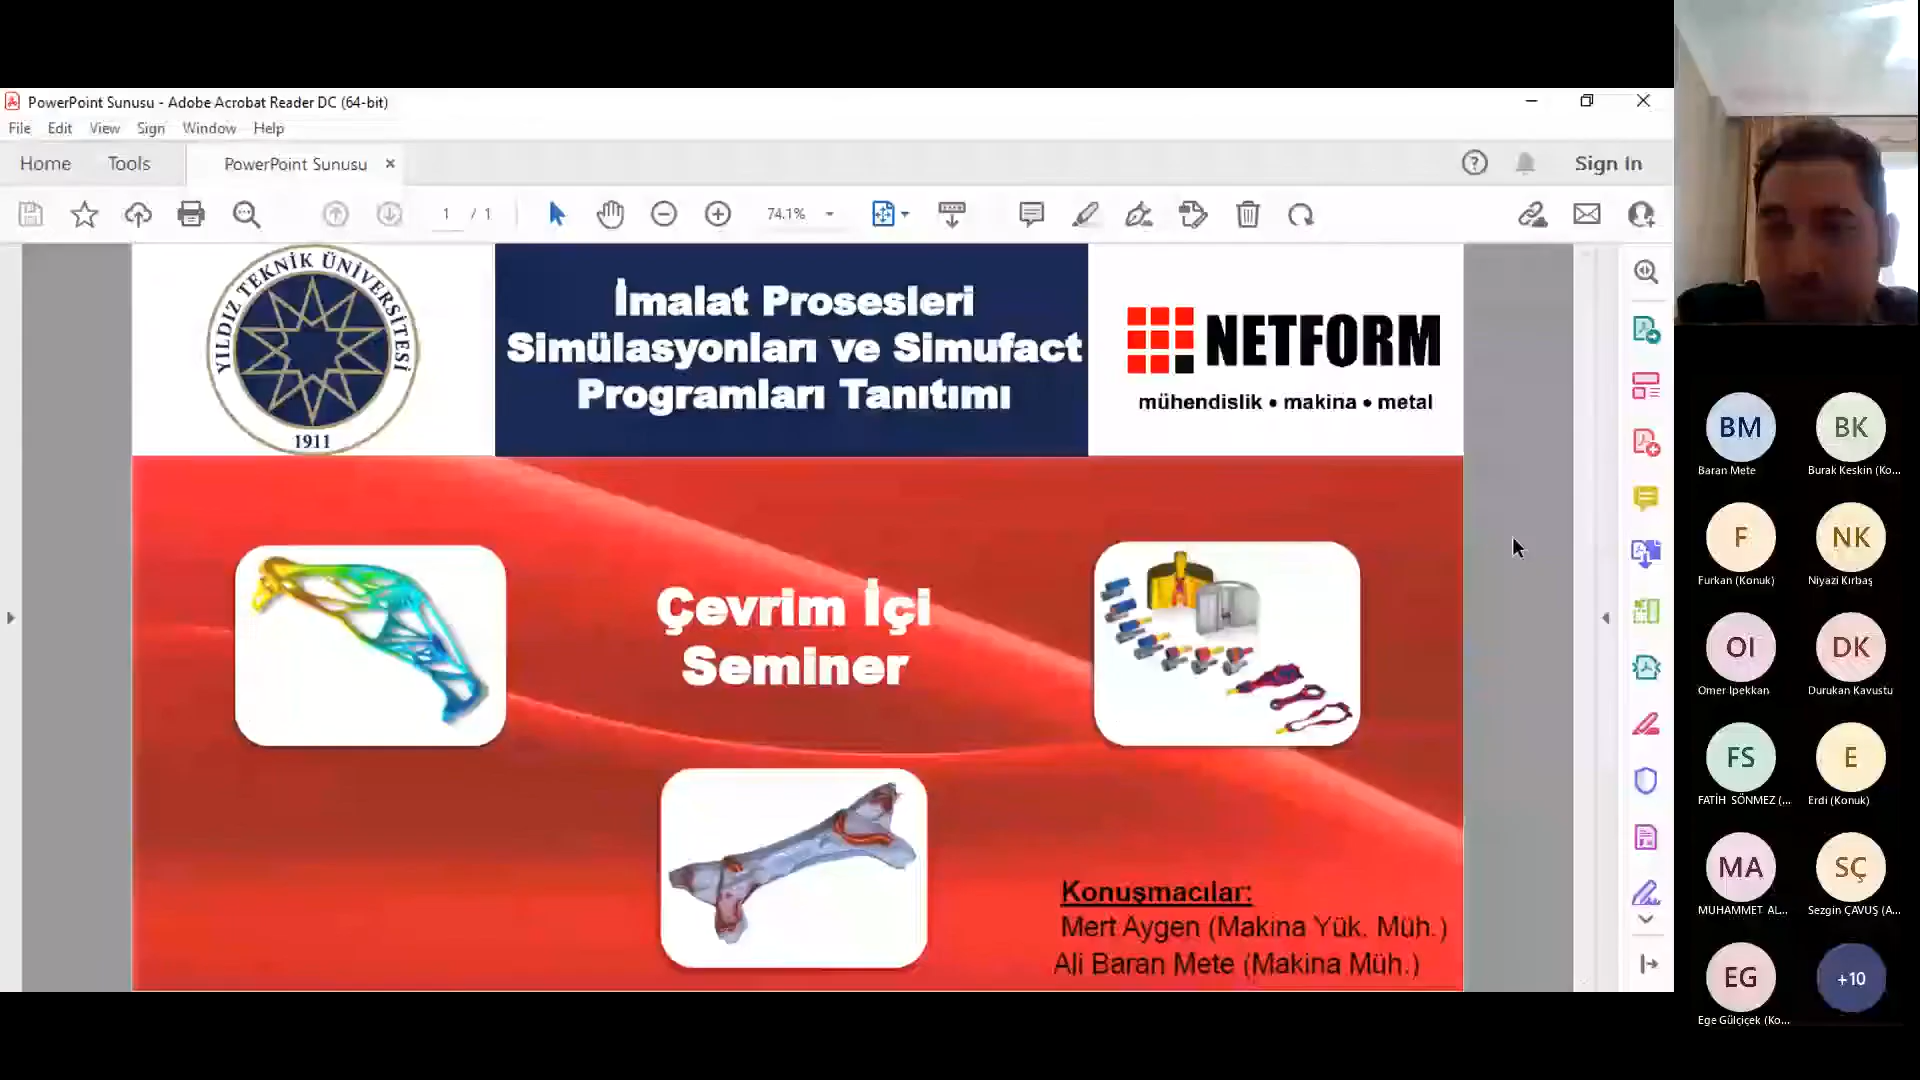 PowerPoint Sunusu - Adobe Acrobat Reader DC (64-bit)
File Edit View Sign Window Help
Home Tools PowerPoint Sunusu Sign In
1 / 1 74.1%
YILDIZ TEKNİK ÜNİVERSİTESİ
1911
İmalat Prosesleri
Simülasyonları ve Simufact
Programları Tanıtımı
NETFORM
mühendislik • makina • metal
Çevrim İçi
Seminer
Konuşmacılar:
Mert Aygen (Makina Yük. Müh.)
Ali Baran Mete (Makina Müh.)
BM BK
Baran Mete Burak Keskin (Ko...
F NK
Furkan (Konuk) Niyazi Kırbaş
OI DK
Omer Ipekkan Durukan Kavustu
FS E
FATİH SÖNMEZ (... Erdi (Konuk)
MA SÇ
MUHAMMET AL... Sezgin ÇAVUŞ (A...
EG +10
Ege Gülçiçek (Ko...